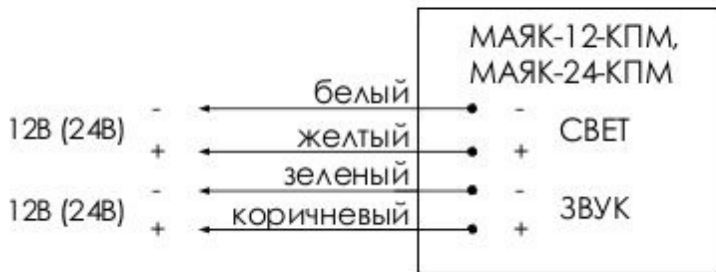 МАЯК-12-КПМ,
МАЯК-24-КПМ
белый
- - СВЕТ
12В (24В)
желтый
+ +
зеленый
- - ЗВУК
12В (24В)
коричневый
+ +